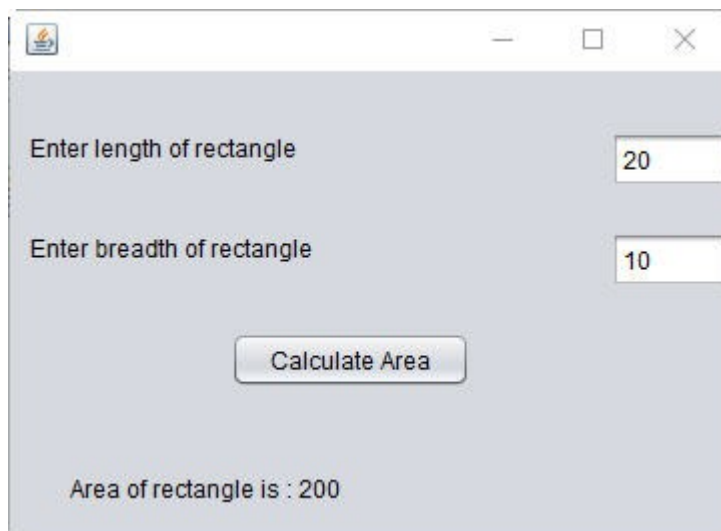 Enter length of rectangle
20
Enter breadth of rectangle
10
Calculate Area
Area of rectangle is : 200